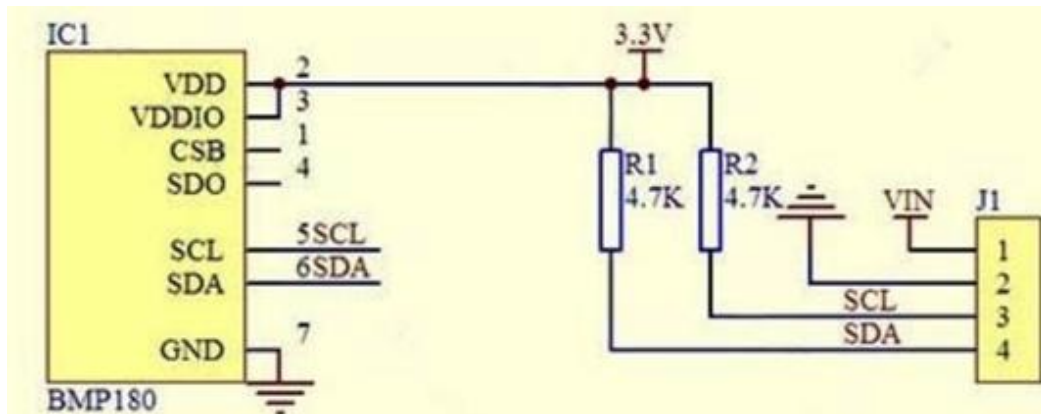 IC1
VDD 2
VDDIO 3
CSB 1
SDO 4
SCL 5SCL
SDA 6SDA
GND 7
BMP180
3.3V
R1
4.7K
R2
4.7K
VIN
J1
1
2
SCL 3
SDA 4